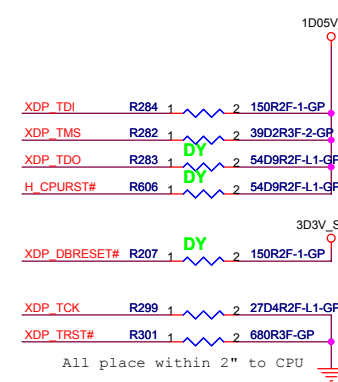 1D05V
XDP_TDI R284 1 2 150R2F-1-GP
XDP_TMS R282 1 2 39D2R3F-2-GP
DY
XDP_TDO R283 1 2 54D9R2F-L1-GP
DY
H_CPURST# R606 1 2 54D9R2F-L1-GP
3D3V_S
DY
XDP_DBRESET# R207 1 2 150R2F-1-GP
XDP_TCK R299 1 2 27D4R2F-L1-GP
XDP_TRST# R301 1 2 680R3F-GP
All place within 2" to CPU